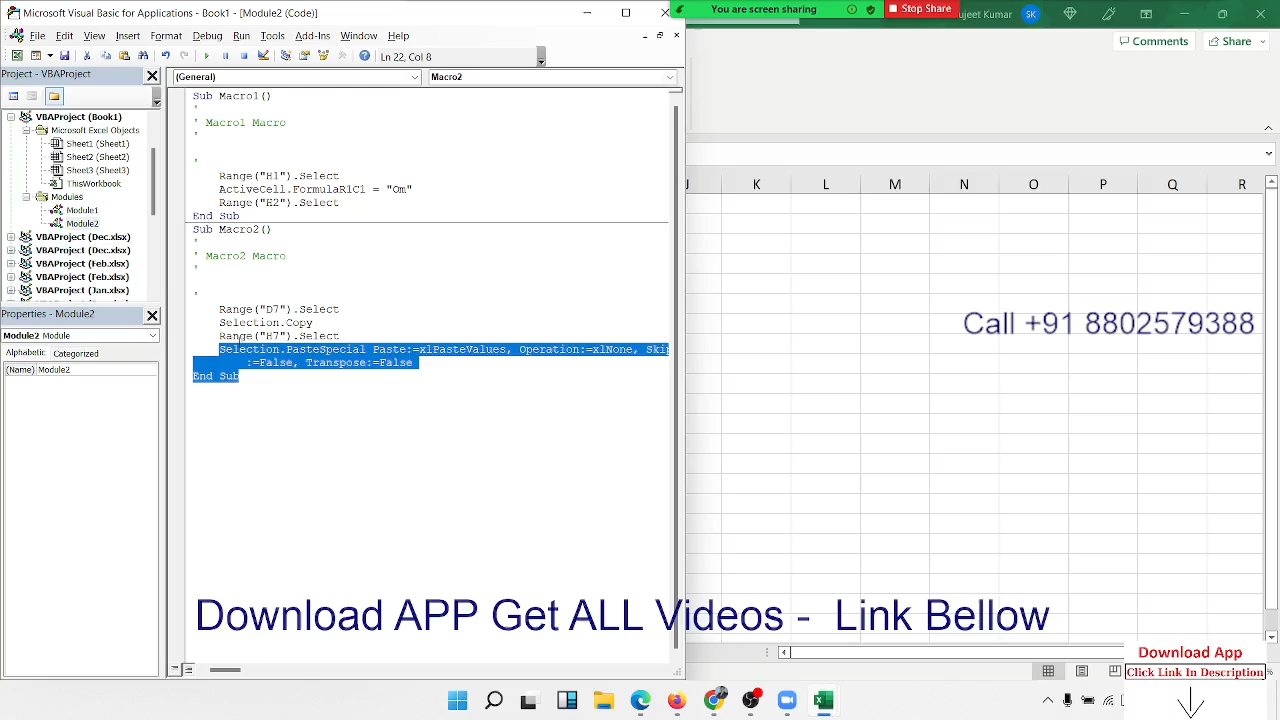 Microsoft Visual Basic for Applications - Book1 - [Module2 (Code)]
You are screen sharing
Stop Share
ujeet Kumar
SK
File Edit View Insert Format Debug Run Tools Add-Ins Window Help
Comments
Share
Ln 22, Col 8
Project - VBAProject
(General)
Macro2
VBAProject (Book1)
Microsoft Excel Objects
Sheet1 (Sheet1)
Sheet2 (Sheet2)
Sheet3 (Sheet3)
ThisWorkbook
Modules
Module1
Module2
VBAProject (Dec.xlsx)
VBAProject (Dec.xlsx)
VBAProject (Feb.xlsx)
VBAProject (Feb.xlsx)
VBAProject (Jan.xlsx)
Properties - Module2
Module2 Module
Alphabetic Categorized
(Name) Module2
Sub Macro1()
'
' Macro1 Macro
'
'
Range("H1").Select
ActiveCell.FormulaR1C1 = "Om"
Range("H2").Select
End Sub
Sub Macro2()
'
' Macro2 Macro
'
'
Range("D7").Select
Selection.Copy
Range("H7").Select
Selection.PasteSpecial Paste:=xlPasteValues, Operation:=xlNone, Skip
:=False, Transpose:=False
End Sub
J K L M N O P Q R
Call +91 8802579388
Download APP Get ALL Videos - Link Bellow
Download App
Click Link In Description